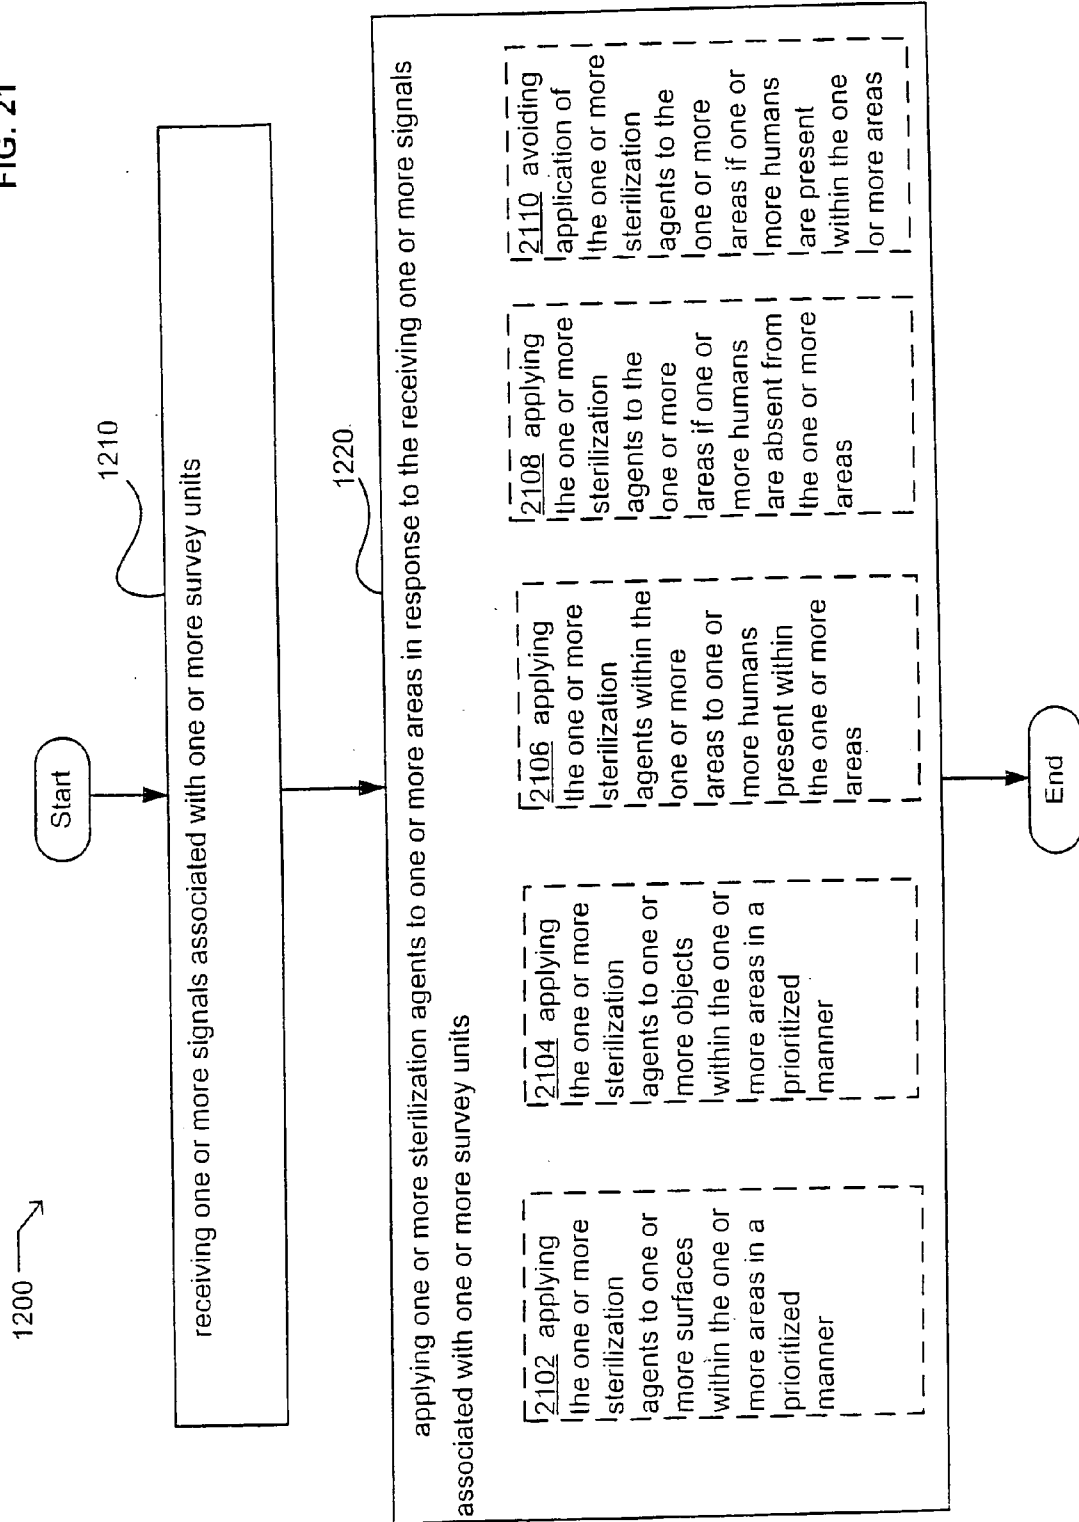 FIG. 21
1200
Start
1210
receiving one or more signals associated with one or more survey units
1220
applying one or more sterilization agents to one or more areas in response to the receiving one or more signals
associated with one or more survey units
2102 applying
the one or more
sterilization
agents to one or
more surfaces
within the one or
more areas in a
prioritized
manner
2104 applying
the one or more
sterilization
agents to one or
more objects
within the one or
more areas in a
prioritized
manner
2106 applying
the one or more
sterilization
agents within the
one or more
areas to one or
more humans
present within
the one or more
areas
2108 applying
the one or more
sterilization
agents to the
one or more
areas if one or
more humans
are absent from
the one or more
areas
2110 avoiding
application of
the one or more
sterilization
agents to the
one or more
areas if one or
more humans
are present
within the one
or more areas
End